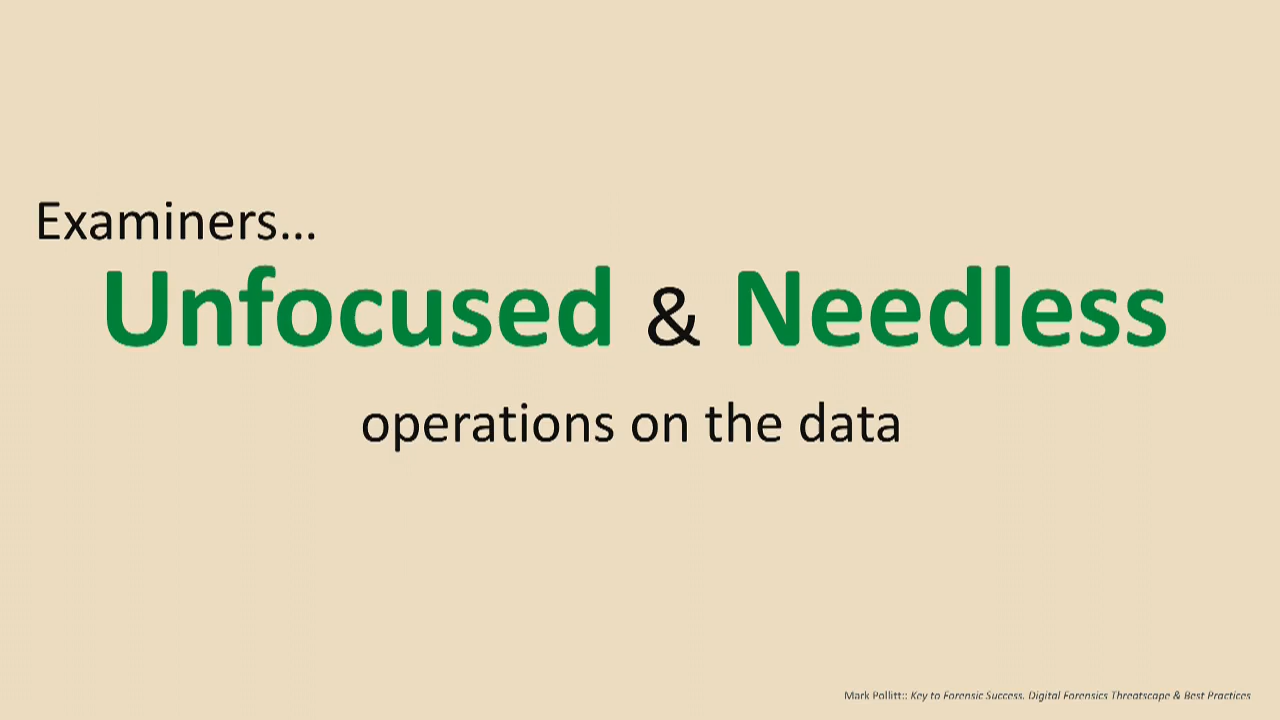 Examiners...
Unfocused & Needless
operations on the data
Mark Pollitt:: Key to Forensic Success. Digital Forensics Threatscape & Best Practices